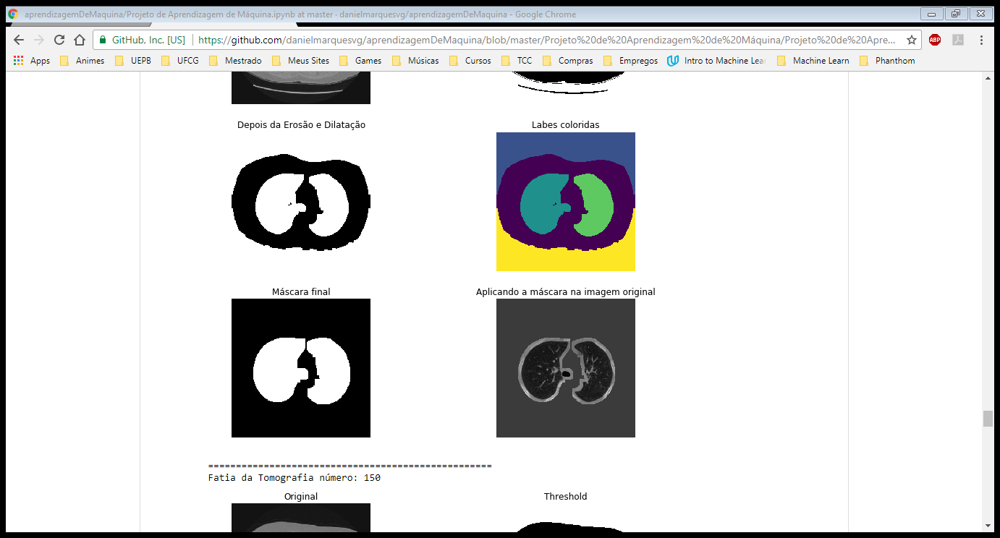 aprendizagemDeMaquina/Projeto de Aprendizagem de Máquina.ipynb at master · danielmarquesvg/aprendizagemDeMaquina - Google Chrome
GitHub, Inc. [US] https://github.com/danielmarquesvg/aprendizagemDeMaquina/blob/master/Projeto%20de%20Aprendizagem%20de%20Máquina/Projeto%20de%20Apre... ABP
Apps Animes UEPB UFCG Mestrado Meus Sites Games Músicas Cursos TCC Compras Empregos Intro to Machine Lear Machine Learn Phanthom
Depois da Erosão e Dilatação Labes coloridas
Máscara final Aplicando a máscara na imagem original
===================================================
Fatia da Tomografia número: 150
Original Threshold